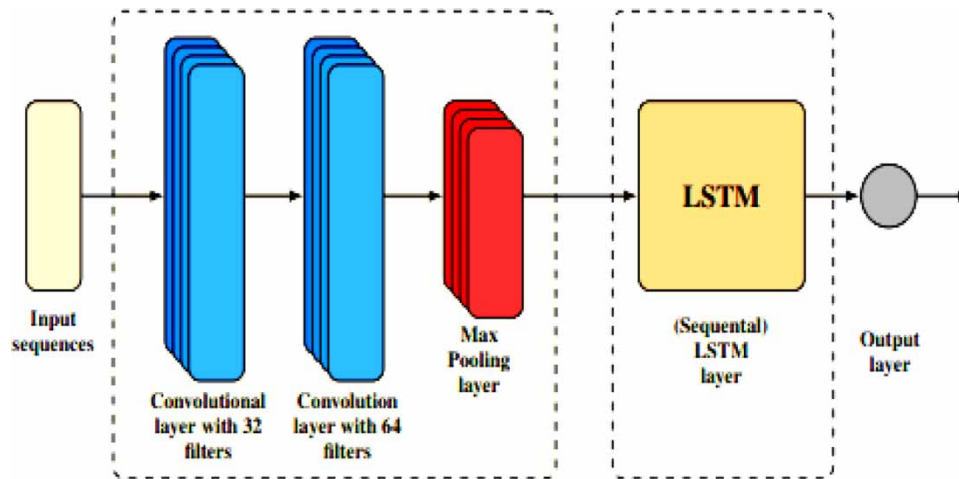 LSTM
Input
sequences
Convolutional
layer with 32
filters
Convolution
layer with 64
filters
Max
Pooling
layer
(Sequental)
LSTM
layer
Output
layer